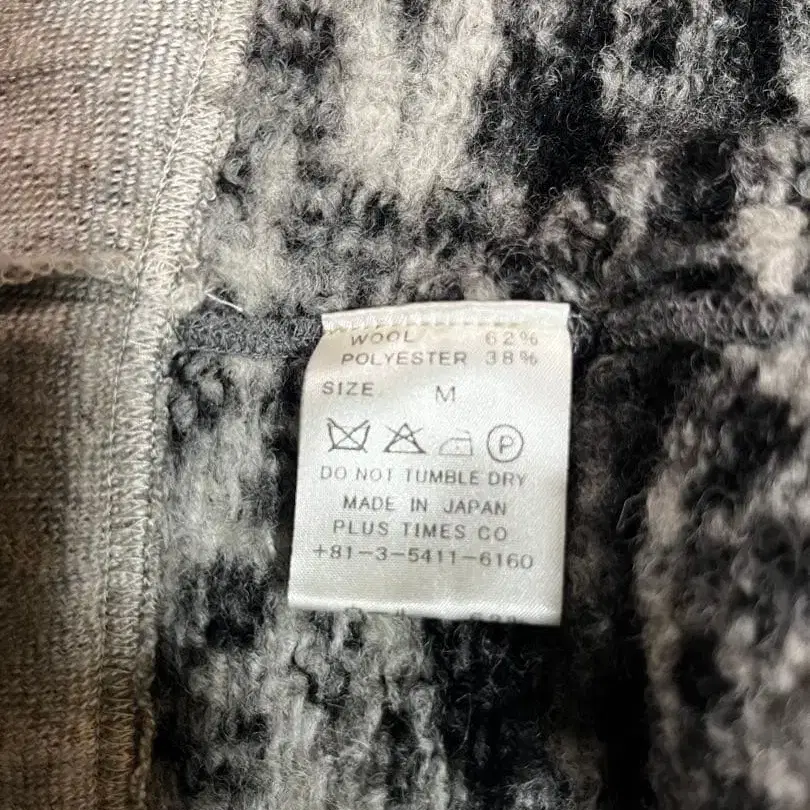 WOOL 62%
POLYESTER 38%
SIZE M
P
DO NOT TUMBLE DRY
MADE IN JAPAN
PLUS TIMES CO
+81-3-5411-6160